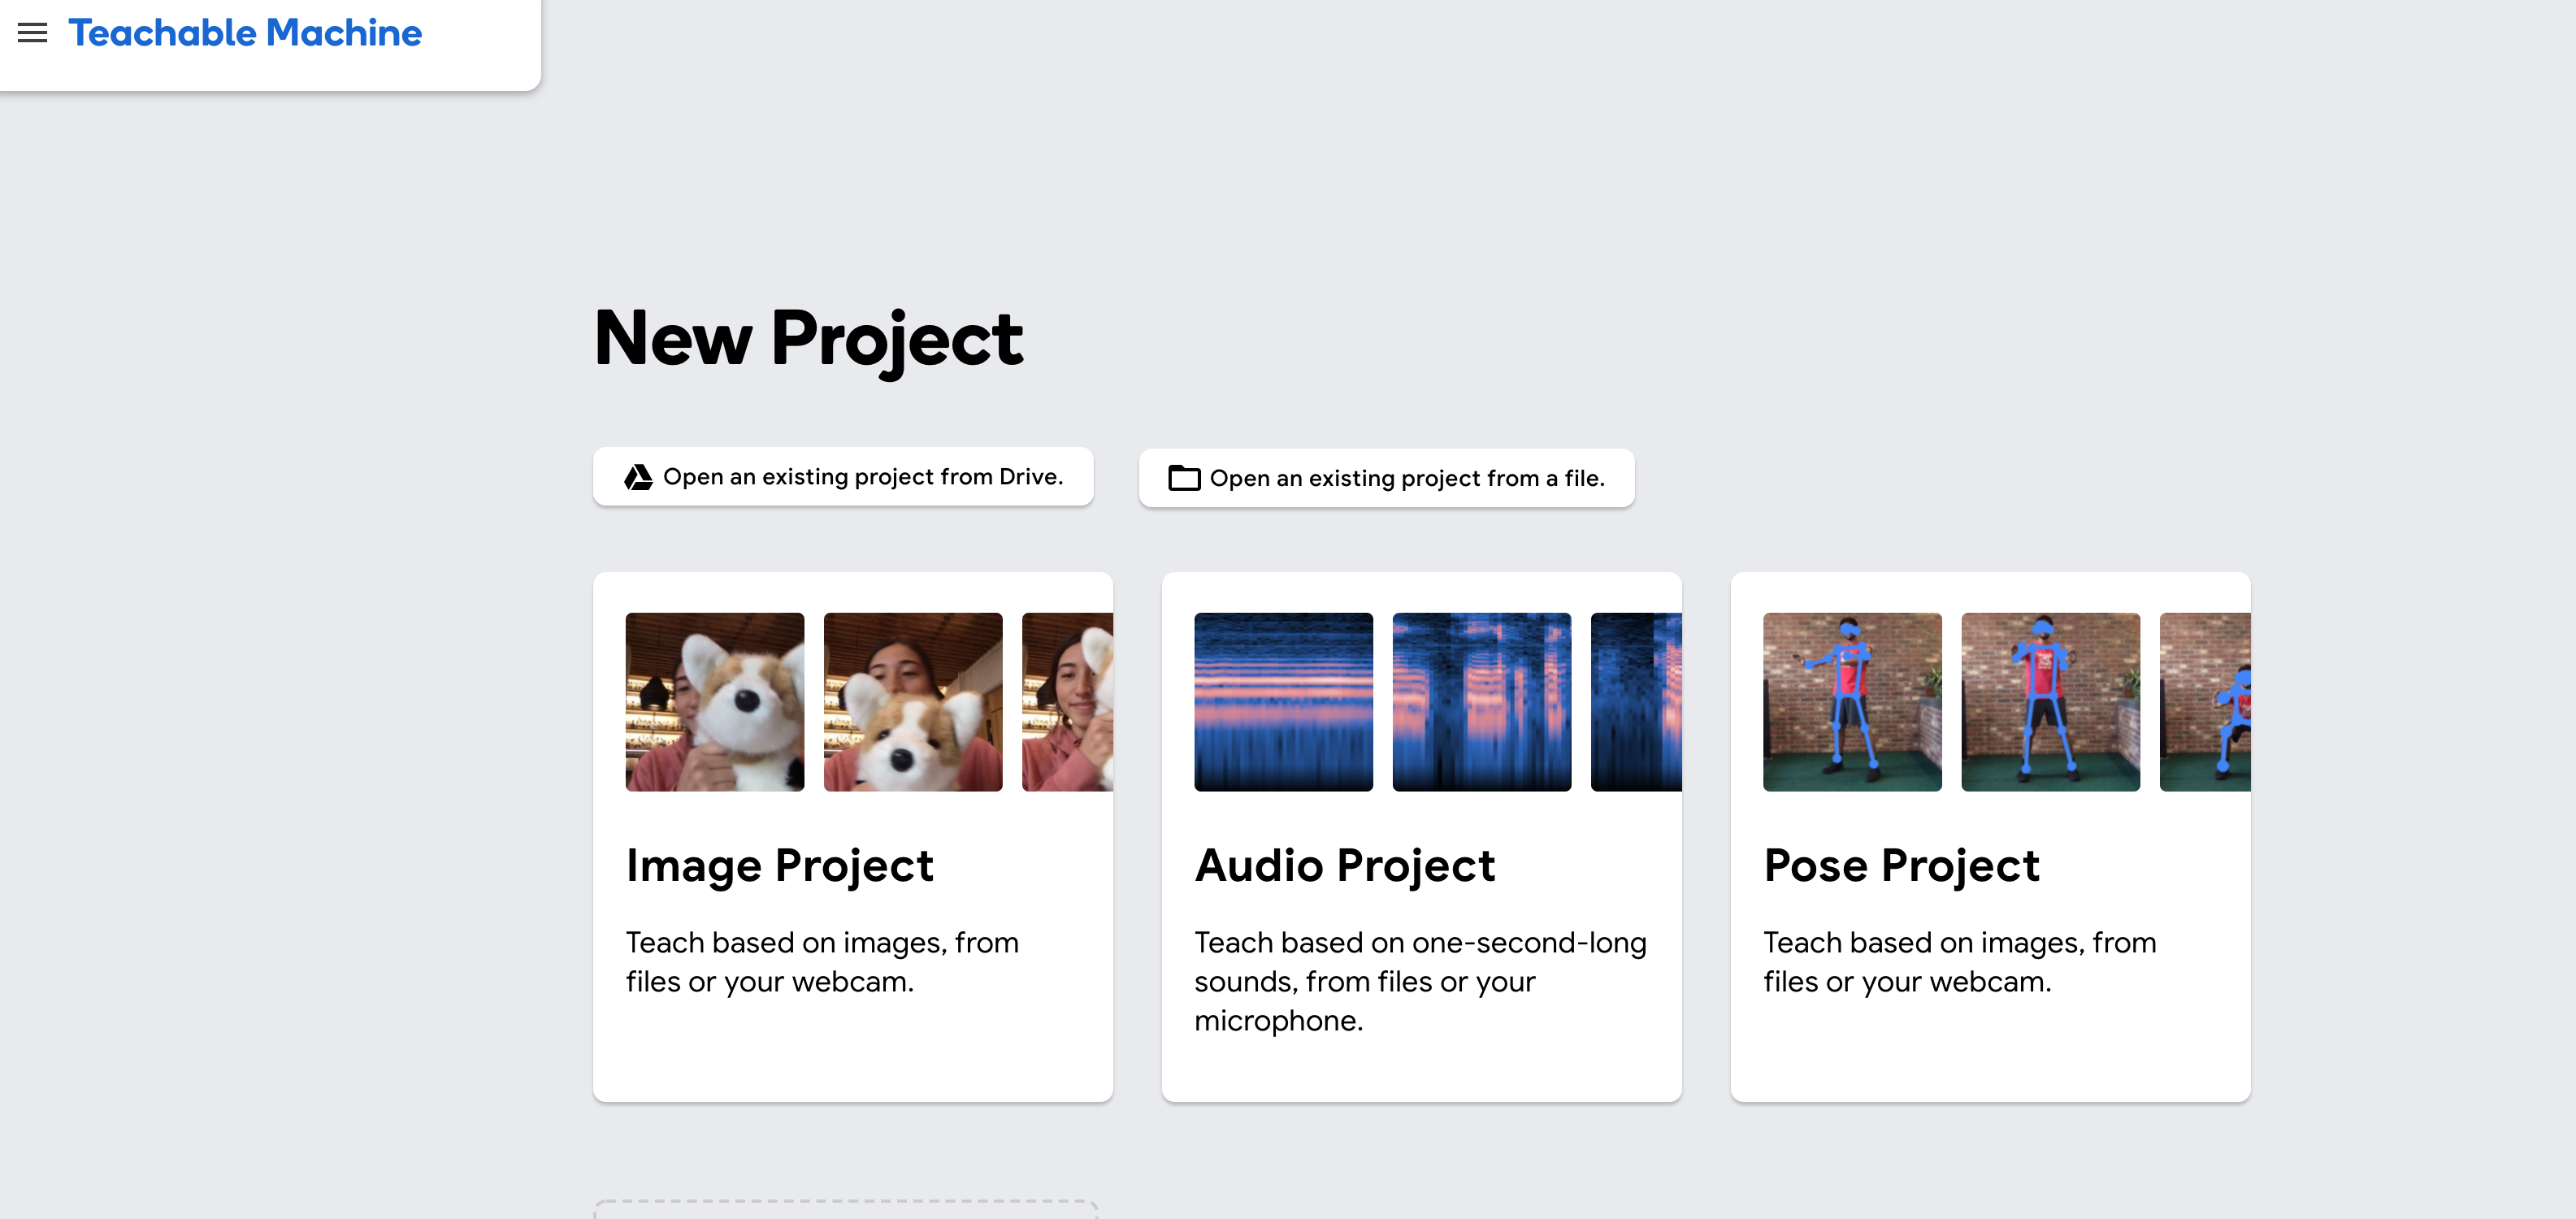 Teachable Machine
New Project
Open an existing project from Drive.
Open an existing project from a file.
Image Project
Teach based on images, from
files or your webcam.
Audio Project
Teach based on one-second-long
sounds, from files or your
microphone.
Pose Project
Teach based on images, from
files or your webcam.